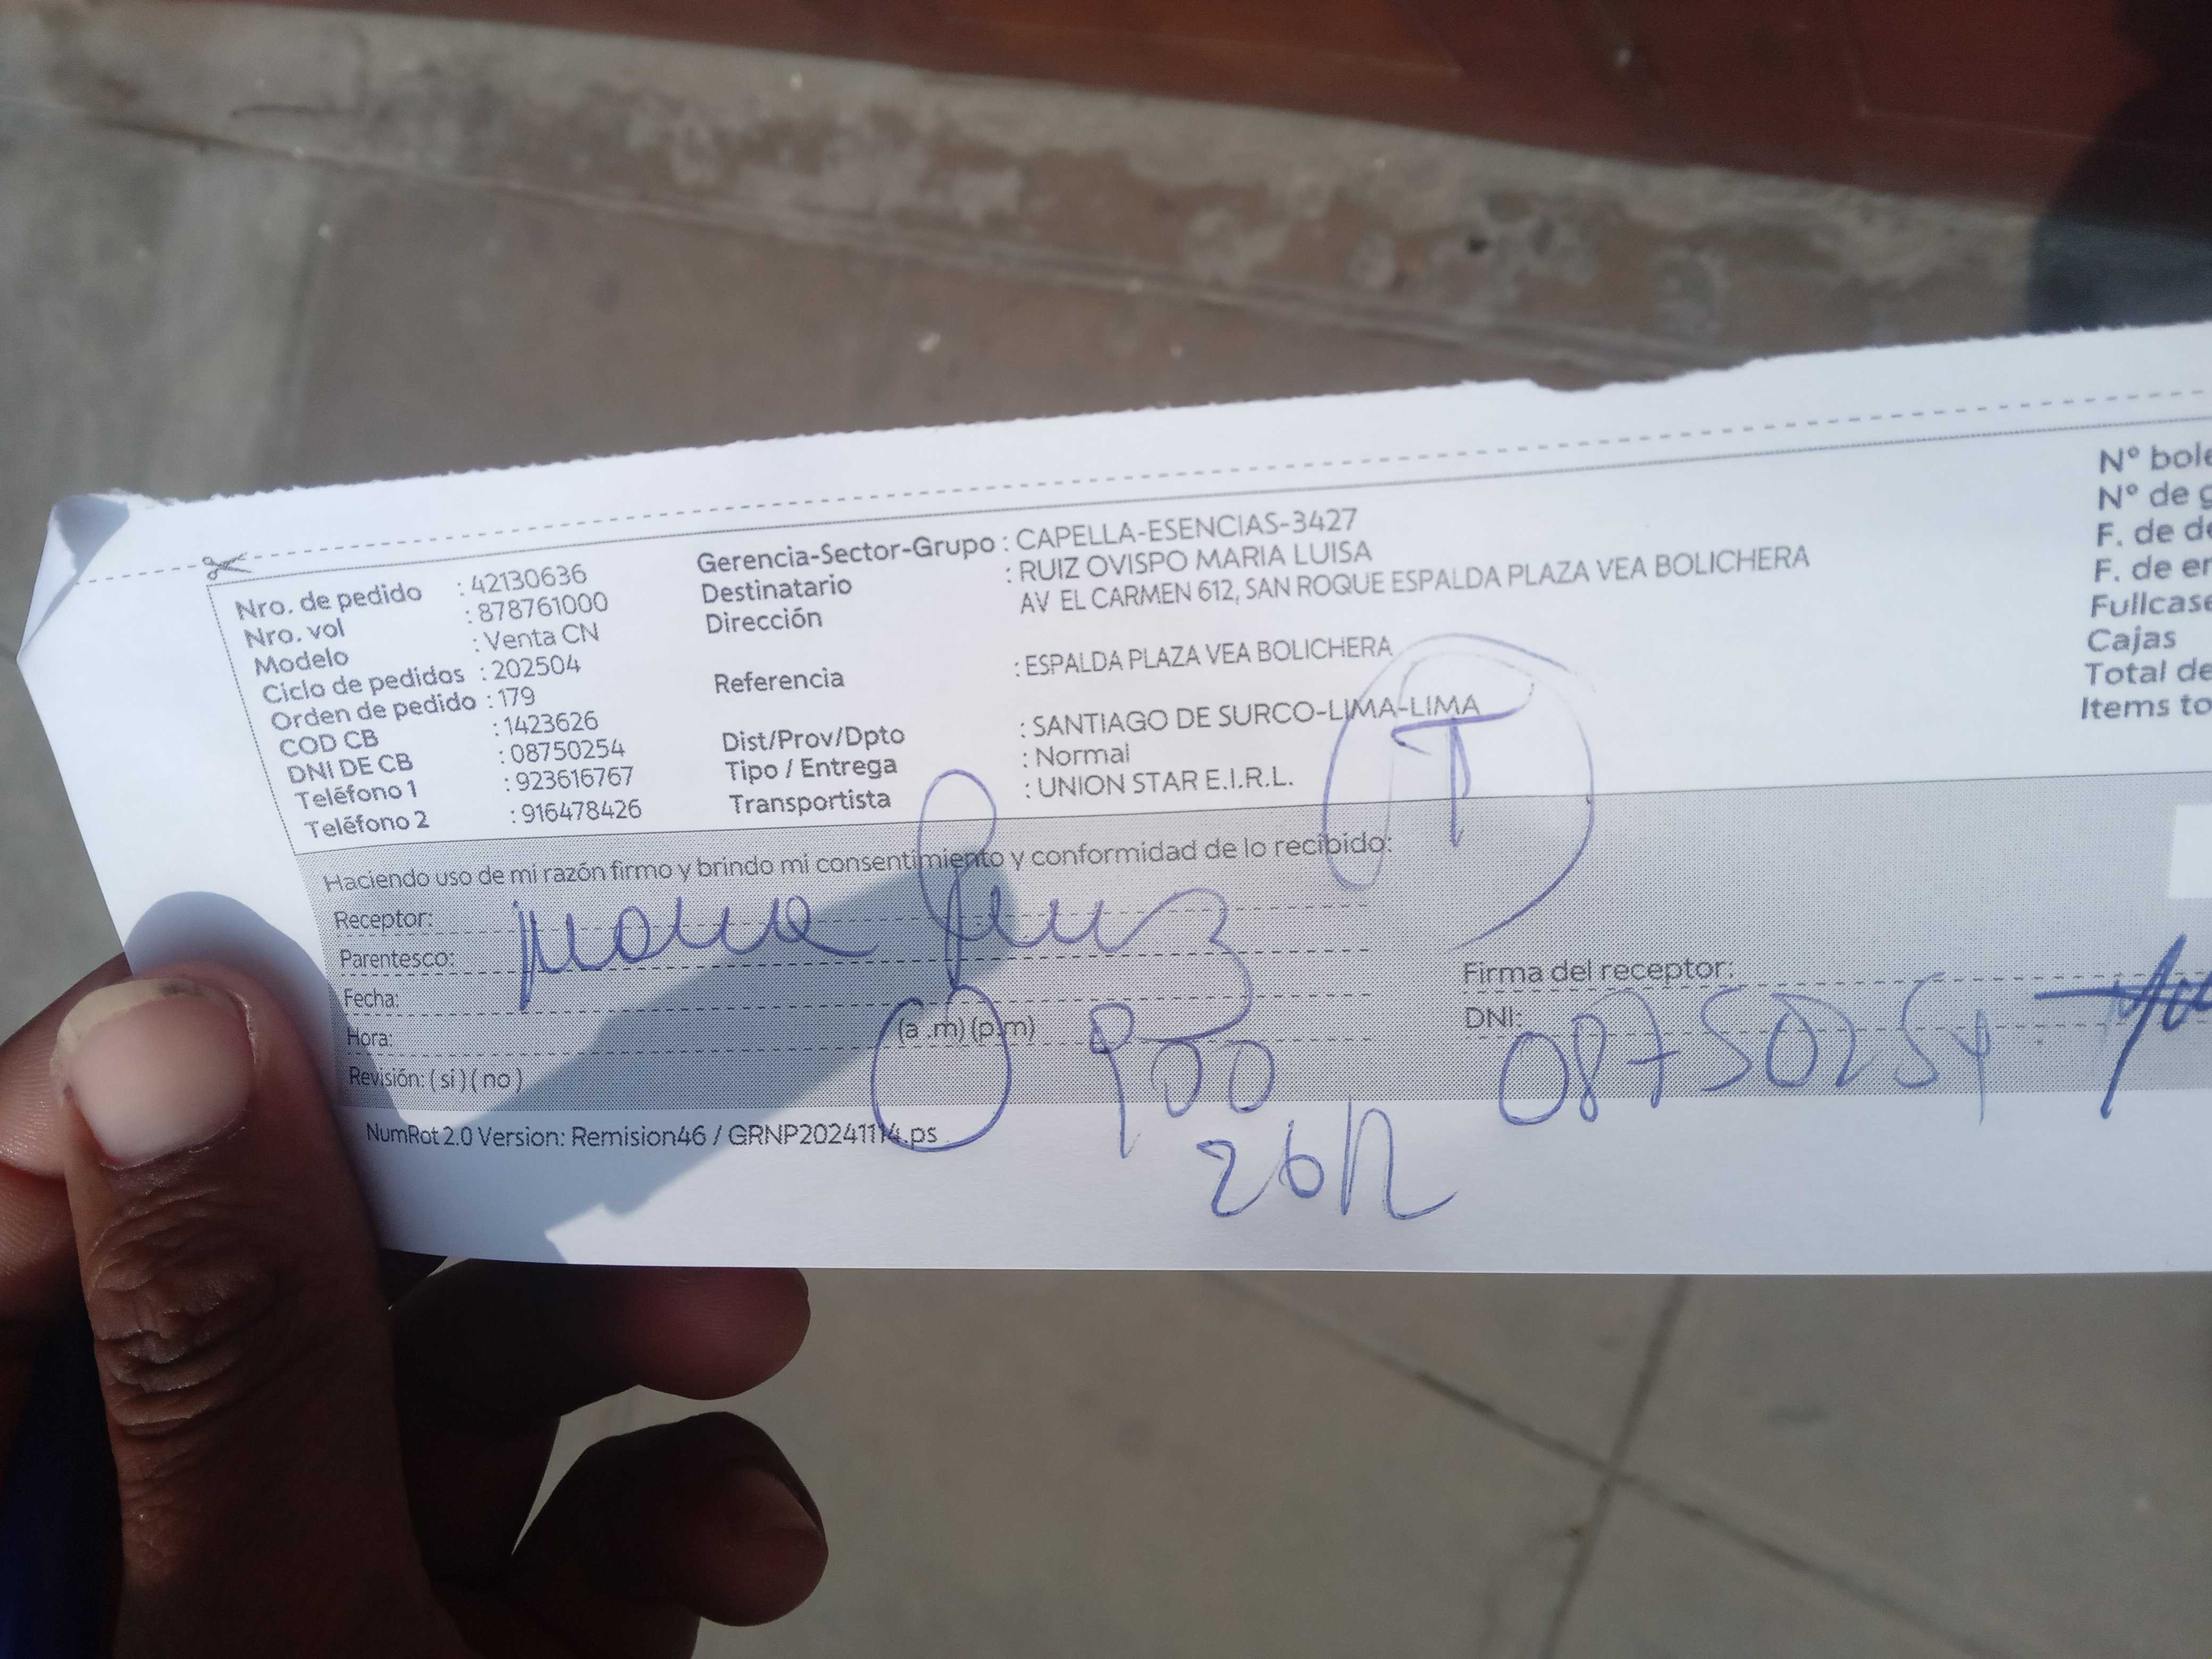 Nro. de pedido : 42130636
Nro. vol : 878761000
Modelo : Venta CN
Ciclo de pedidos : 202504
Orden de pedido : 179
COD CB : 1423626
DNI DE CB : 08750254
Teléfono 1 : 923616767
Teléfono 2 : 916478426
Gerencia-Sector-Grupo : CAPELLA-ESENCIAS-3427
Destinatario : RUIZ OVISPO MARIA LUISA
Dirección AV EL CARMEN 612, SAN ROQUE ESPALDA PLAZA VEA BOLICHERA
Referencia : ESPALDA PLAZA VEA BOLICHERA
Dist/Prov/Dpto : SANTIAGO DE SURCO-LIMA-LIMA
Tipo / Entrega : Normal
Transportista : UNION STAR E.I.R.L.
T
Nº bole
Nº de g
F. de de
F. de en
Fullcase
Cajas
Total de
Items to
Haciendo uso de mi razón firmo y brindo mi consentimiento y conformidad de lo recibido:
Receptor: Maria Ruiz
Parentesco:
Fecha:
Hora: (a .m) (p.m) 900
Revisión: ( si ) ( no )
Firma del receptor:
DNI: 08750254
NumRot 2.0 Version: Remision46 / GRNP20241114.ps